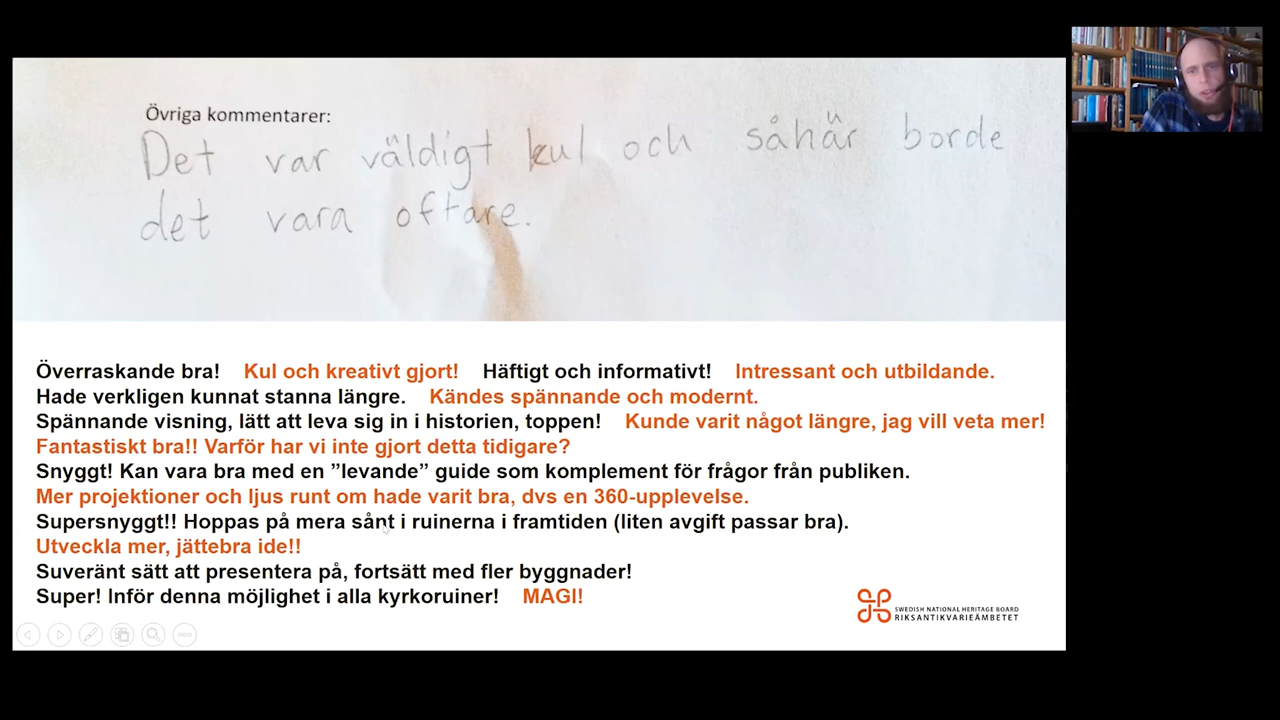 Övriga kommentarer:
Det var väldigt kul och såhär borde
det vara oftare.
Överraskande bra! Kul och kreativt gjort! Häftigt och informativt! Intressant och utbildande.
Hade verkligen kunnat stanna längre. Kändes spännande och modernt.
Spännande visning, lätt att leva sig in i historien, toppen! Kunde varit något längre, jag vill veta mer!
Fantastiskt bra!! Varför har vi inte gjort detta tidigare?
Snyggt! Kan vara bra med en ”levande” guide som komplement för frågor från publiken.
Mer projektioner och ljus runt om hade varit bra, dvs en 360-upplevelse.
Supersnyggt!! Hoppas på mera sånt i ruinerna i framtiden (liten avgift passar bra).
Utveckla mer, jättebra ide!!
Suveränt sätt att presentera på, fortsätt med fler byggnader!
Super! Inför denna möjlighet i alla kyrkoruiner! MAGI!
SWEDISH NATIONAL HERITAGE BOARD
RIKSANTIKVARIEÄMBETET